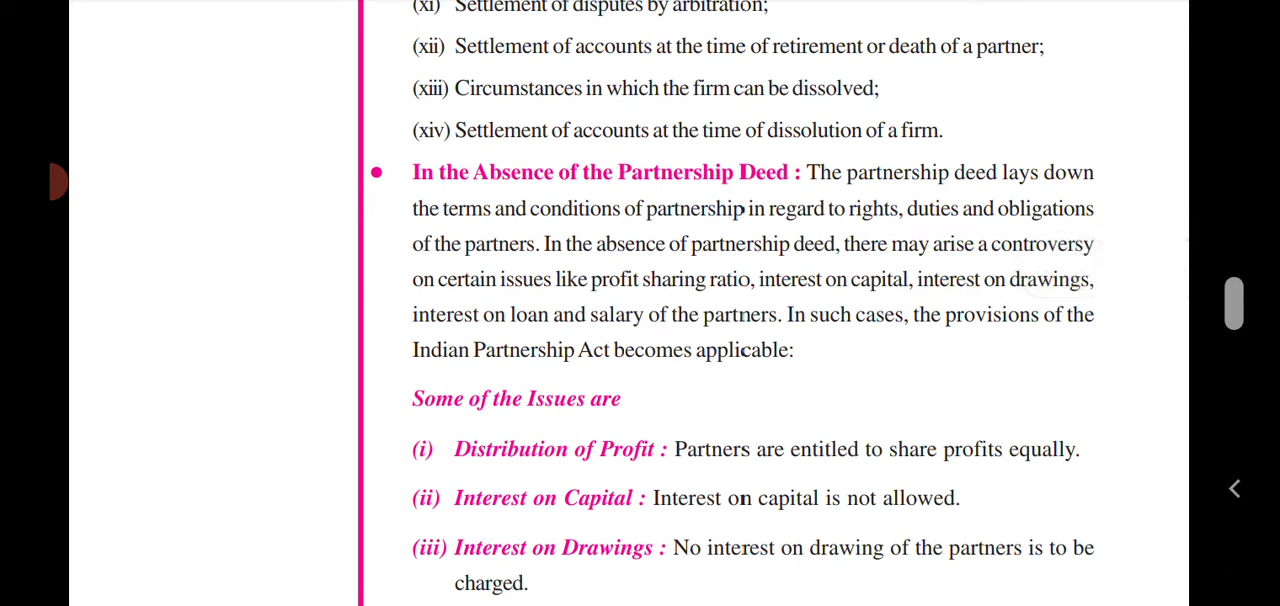 (xi) Settlement of disputes by arbitration;
(xii) Settlement of accounts at the time of retirement or death of a partner;
(xiii) Circumstances in which the firm can be dissolved;
(xiv) Settlement of accounts at the time of dissolution of a firm.
• In the Absence of the Partnership Deed : The partnership deed lays down
the terms and conditions of partnership in regard to rights, duties and obligations
of the partners. In the absence of partnership deed, there may arise a controversy
on certain issues like profit sharing ratio, interest on capital, interest on drawings,
interest on loan and salary of the partners. In such cases, the provisions of the
Indian Partnership Act becomes applicable:
Some of the Issues are
(i) Distribution of Profit : Partners are entitled to share profits equally.
(ii) Interest on Capital : Interest on capital is not allowed.
(iii) Interest on Drawings : No interest on drawing of the partners is to be
charged.